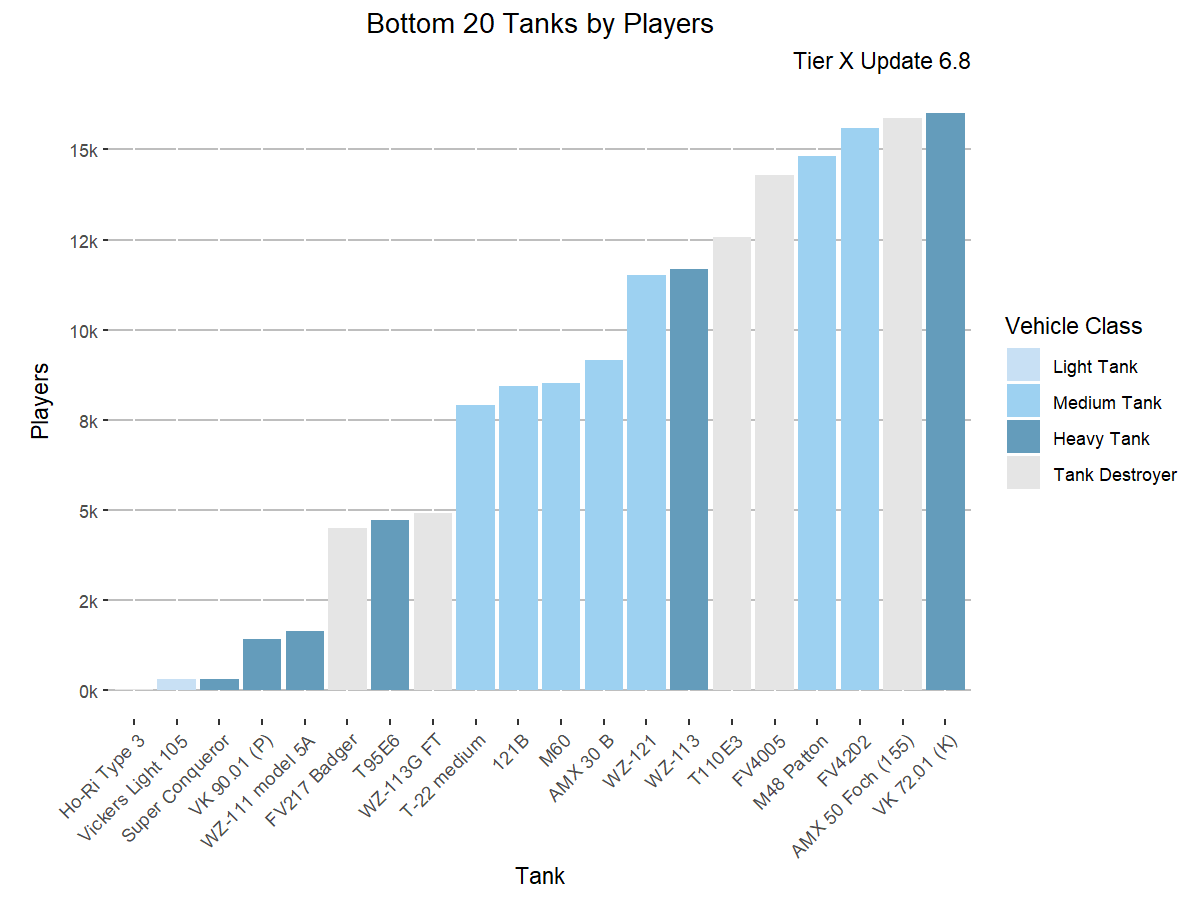 Bottom 20 Tanks by Players
Tier X Update 6.8
Players
15k
12k
10k
8k
5k
2k
0k
Ho-Ri Type 3
Vickers Light 105
Super Conqueror
VK 90.01 (P)
WZ-111 model 5A
FV217 Badger
T95E6
WZ-113G FT
T-22 medium
121B
M60
AMX 30 B
WZ-121
WZ-113
T110E3
FV4005
M48 Patton
FV4202
AMX 50 Foch (155)
VK 72.01 (K)
Tank
Vehicle Class
Light Tank
Medium Tank
Heavy Tank
Tank Destroyer